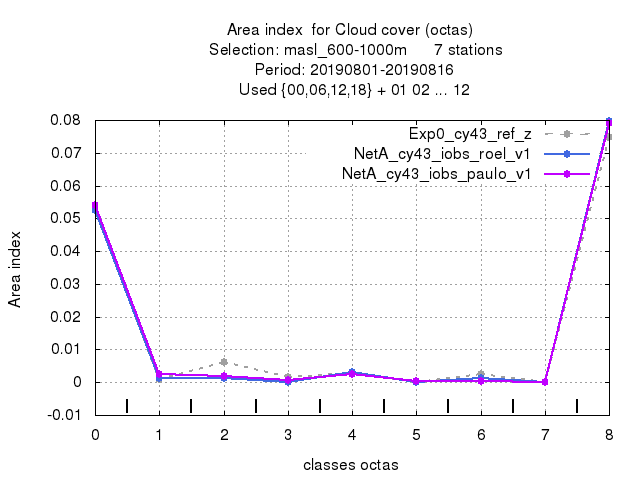 Area index  for Cloud cover (octas)
Selection: masl_600-1000m      7 stations
Period: 20190801-20190816
Used {00,06,12,18} + 01 02 ... 12
Exp0_cy43_ref_z
NetA_cy43_iobs_roel_v1
NetA_cy43_iobs_paulo_v1
0.08
0.07
0.06
0.05
0.04
0.03
0.02
0.01
0
-0.01
Area index
0 1 2 3 4 5 6 7 8
classes octas